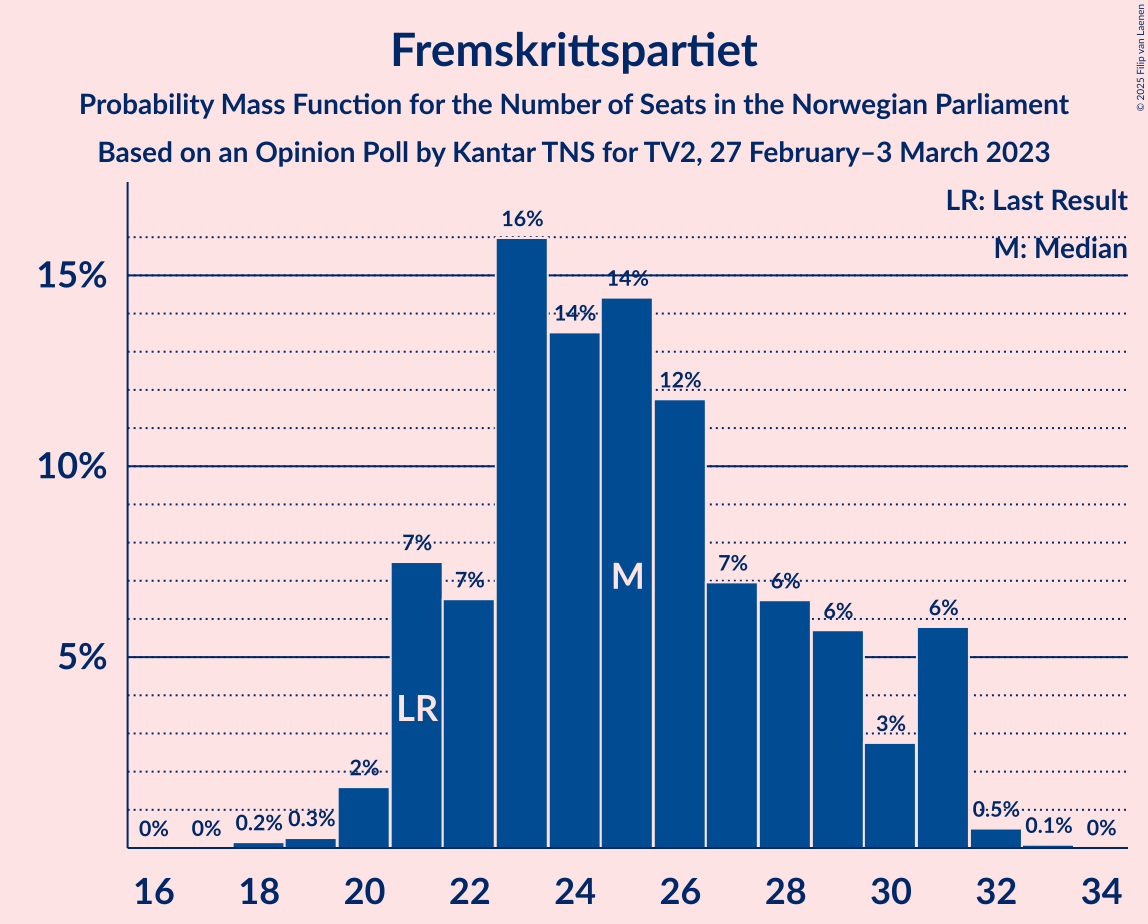 Fremskrittspartiet
Probability Mass Function for the Number of Seats in the Norwegian Parliament
Based on an Opinion Poll by Kantar TNS for TV2, 27 February–3 March 2023
© 2025 Filip van Laenen
LR: Last Result
M: Median
15%
10%
5%
0%
0%
0.2%
0.3%
2%
7%
7%
16%
14%
14%
12%
7%
6%
6%
3%
6%
0.5%
0.1%
0%
LR
M
16 18 20 22 24 26 28 30 32 34